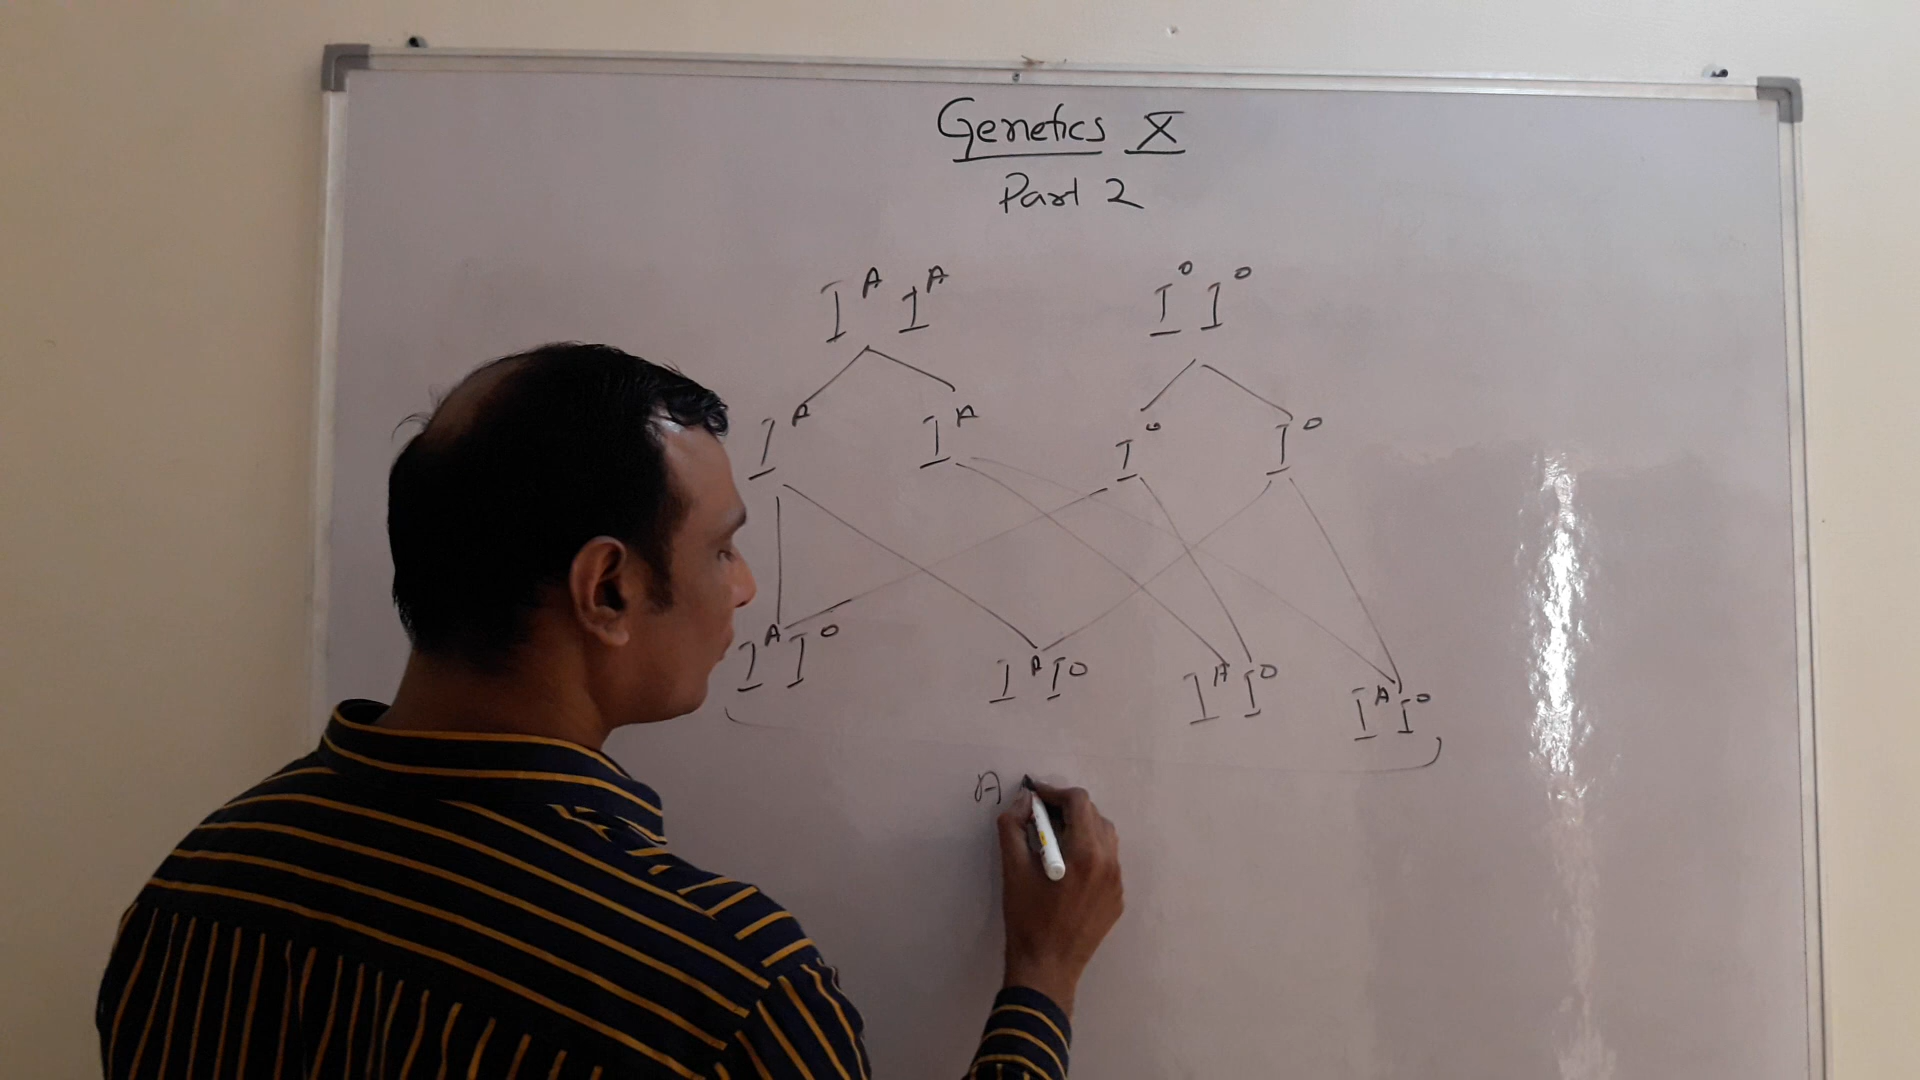 Genetics X
Part 2
I^A I^A I^O I^O
I^A I^A I^O I^O
I^A I^O I^A I^O I^A I^O I^A I^O
A